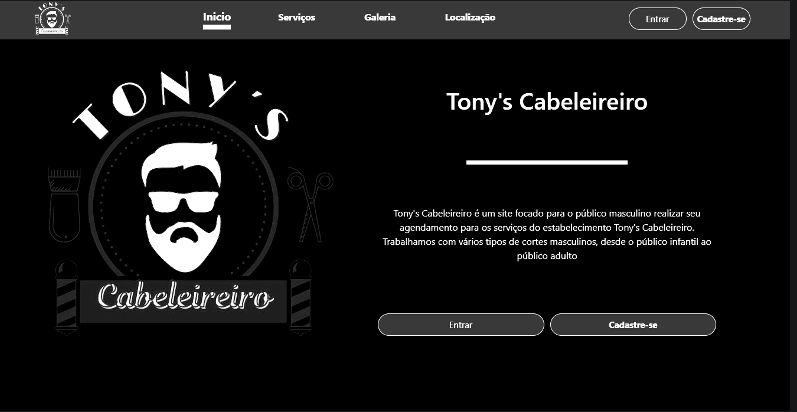 TONY'S
Cabeleireiro
Inicio
Serviços
Galeria
Localização
Entrar
Cadastre-se
TONY'S
Cabeleireiro
Tony's Cabeleireiro
Tony's Cabeleireiro é um site focado para o público masculino realizar seu
agendamento para os serviços do estabelecimento Tony's Cabeleireiro.
Trabalhamos com vários tipos de cortes masculinos, desde o público infantil ao
público adulto
Entrar
Cadastre-se